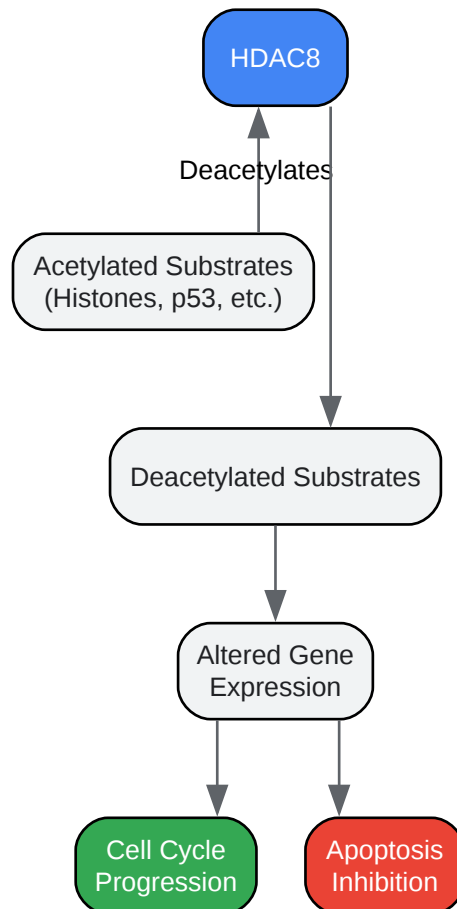 HDAC8
Deacetylates
Acetylated Substrates
(Histones, p53, etc.)
Deacetylated Substrates
Altered Gene
Expression
Cell Cycle
Progression
Apoptosis
Inhibition